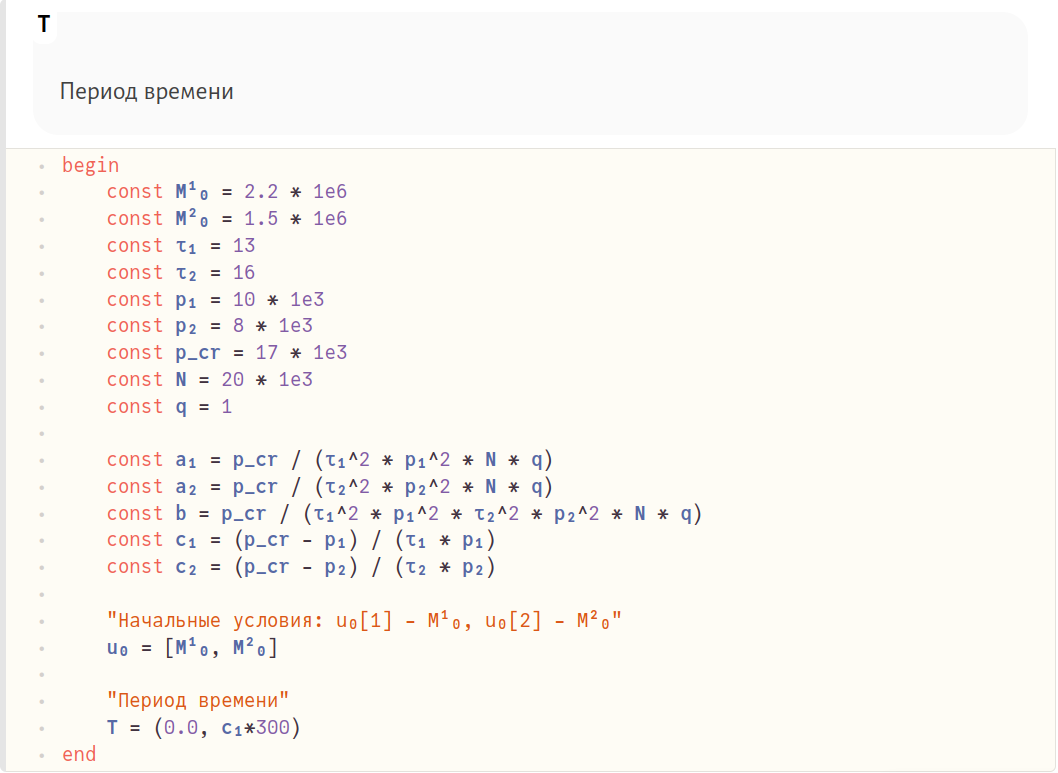 T
Период времени
begin
    const M¹₀ = 2.2 * 1e6
    const M²₀ = 1.5 * 1e6
    const τ₁ = 13
    const τ₂ = 16
    const p₁ = 10 * 1e3
    const p₂ = 8 * 1e3
    const p_cr = 17 * 1e3
    const N = 20 * 1e3
    const q = 1
    const a₁ = p_cr / (τ₁^2 * p₁^2 * N * q)
    const a₂ = p_cr / (τ₂^2 * p₂^2 * N * q)
    const b = p_cr / (τ₁^2 * p₁^2 * τ₂^2 * p₂^2 * N * q)
    const c₁ = (p_cr - p₁) / (τ₁ * p₁)
    const c₂ = (p_cr - p₂) / (τ₂ * p₂)
    "Начальные условия: u₀[1] - M¹₀, u₀[2] - M²₀"
    u₀ = [M¹₀, M²₀]
    "Период времени"
    T = (0.0, c₁*300)
end